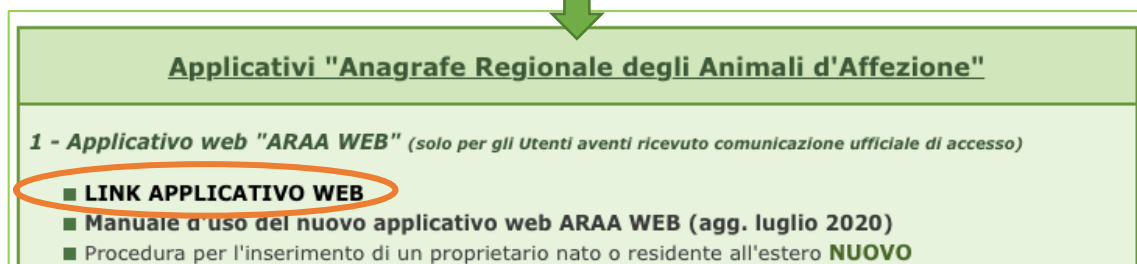 Applicativi "Anagrafe Regionale degli Animali d'Affezione"
1 - Applicativo web "ARAA WEB" (solo per gli Utenti aventi ricevuto comunicazione ufficiale di accesso)
LINK APPLICATIVO WEB
Manuale d'uso del nuovo applicativo web ARAA WEB (agg. luglio 2020)
Procedura per l'inserimento di un proprietario nato o residente all'estero NUOVO